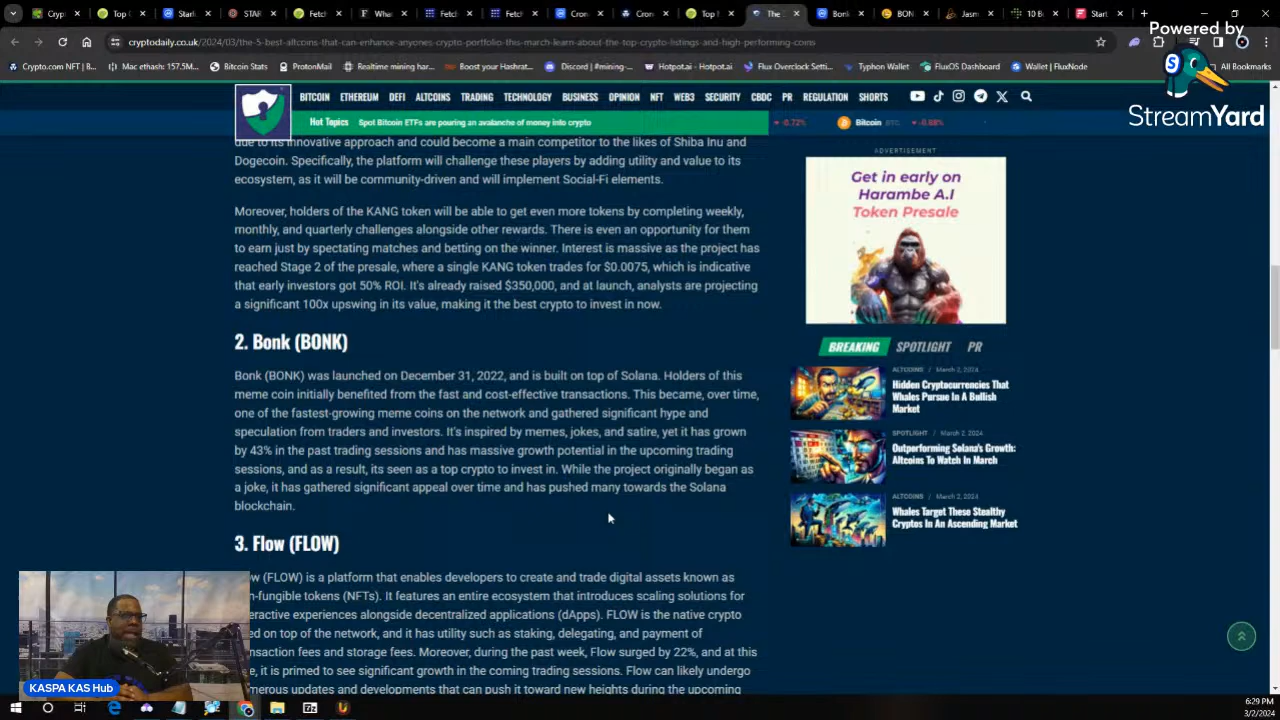 Powered by
StreamYard
Cryp
Top (
Stark
STAR
Fetch
Wha
Fetc
Fetc
Cron
Cron
Top I
The
Bonk
BON
Jasm
10 B
Start
cryptodaily.co.uk/2024/03/the-5-best-altcoins-that-can-enhance-anyones-crypto-portfolio-this-march-learn-about-the-top-crypto-listings-and-high-performing-coins
Crypto.com NFT | B...
Mac ethash: 157.5M...
Bitcoin Stats
ProtonMail
Realtime mining har...
Boost your Hashrat...
Discord | #mining-...
Hotpot.ai - Hotpot.ai
Flux Overclock Setti...
Typhon Wallet
FluxOS Dashboard
Wallet | FluxNode
All Bookmarks
BITCOIN ETHEREUM DEFI ALTCOINS TRADING TECHNOLOGY BUSINESS OPINION NFT WEB3 SECURITY CBDC PR REGULATION SHORTS
Hot Topics Spot Bitcoin ETFs are pouring an avalanche of money into crypto
Bitcoin BTC
due to its innovative approach and could become a main competitor to the likes of Shiba Inu and
Dogecoin. Specifically, the platform will challenge these players by adding utility and value to its
ecosystem, as it will be community-driven and will implement Social-Fi elements.
Moreover, holders of the KANG token will be able to get even more tokens by completing weekly,
monthly, and quarterly challenges alongside other rewards. There is even an opportunity for them
to earn just by spectating matches and betting on the winner. Interest is massive as the project has
reached Stage 2 of the presale, where a single KANG token trades for $0.0075, which is indicative
that early investors got 50% ROI. It's already raised $350,000, and at launch, analysts are projecting
a significant 100x upswing in its value, making it the best crypto to invest in now.
2. Bonk (BONK)
Bonk (BONK) was launched on December 31, 2022, and is built on top of Solana. Holders of this
meme coin initially benefited from the fast and cost-effective transactions. This became, over time,
one of the fastest-growing meme coins on the network and gathered significant hype and
speculation from traders and investors. It's inspired by memes, jokes, and satire, yet it has grown
by 43% in the past trading sessions and has massive growth potential in the upcoming trading
sessions, and as a result, its seen as a top crypto to invest in. While the project originally began as
a joke, it has gathered significant appeal over time and has pushed many towards the Solana
blockchain.
3. Flow (FLOW)
ow (FLOW) is a platform that enables developers to create and trade digital assets known as
n-fungible tokens (NFTs). It features an entire ecosystem that introduces scaling solutions for
eractive experiences alongside decentralized applications (dApps). FLOW is the native crypto
ed on top of the network, and it has utility such as staking, delegating, and payment of
nsaction fees and storage fees. Moreover, during the past week, Flow surged by 22%, and at this
e, it is primed to see significant growth in the coming trading sessions. Flow can likely undergo
merous updates and developments that can push it toward new heights during the upcoming
ADVERTISEMENT
Get in early on
Harambe A.I
Token Presale
BREAKING SPOTLIGHT PR
ALTCOINS / March 2, 2024
Hidden Cryptocurrencies That
Whales Pursue In A Bullish
Market
SPOTLIGHT / March 2, 2024
Outperforming Solana's Growth:
Altcoins To Watch In March
ALTCOINS / March 2, 2024
Whales Target These Stealthy
Cryptos In An Ascending Market
KASPA KAS Hub
6:29 PM
3/2/2024